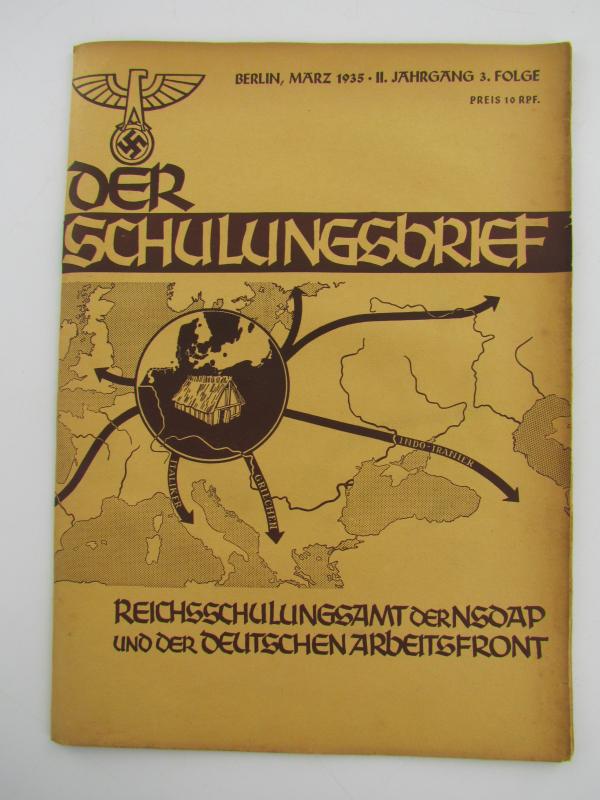 BERLIN, MÄRZ 1935 · II. JAHRGANG 3. FOLGE
PREIS 10 RPF.
DER
SCHULUNGSBRIEF
INDO-IRANIER
ITALIKER
GRIECHEN
REICHSSCHULUNGSAMT DER NSDAP
UND DER DEUTSCHEN ARBEITSFRONT